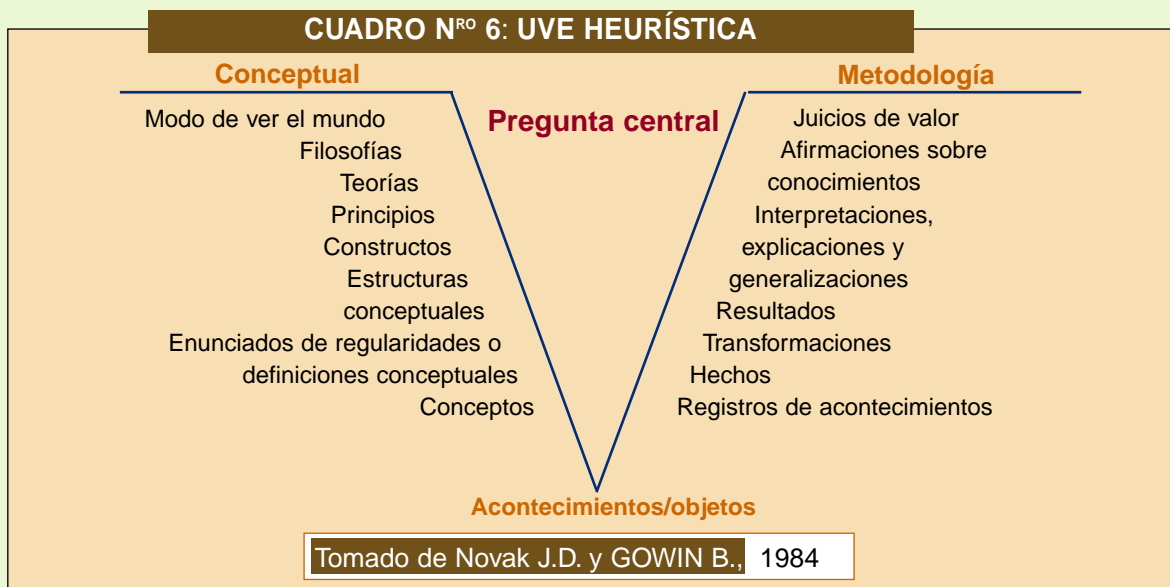 CUADRO NRO 6: UVE HEURÍSTICA
Conceptual
Modo de ver el mundo
Filosofías
Teorías
Principios
Constructos
Estructuras
conceptuales
Enunciados de regularidades o
definiciones conceptuales
Conceptos
Pregunta central
Metodología
Juicios de valor
Afirmaciones sobre
conocimientos
Interpretaciones,
explicaciones y
generalizaciones
Resultados
Transformaciones
Hechos
Registros de acontecimientos
Acontecimientos/objetos
Tomado de Novak J.D. y GOWIN B., 1984